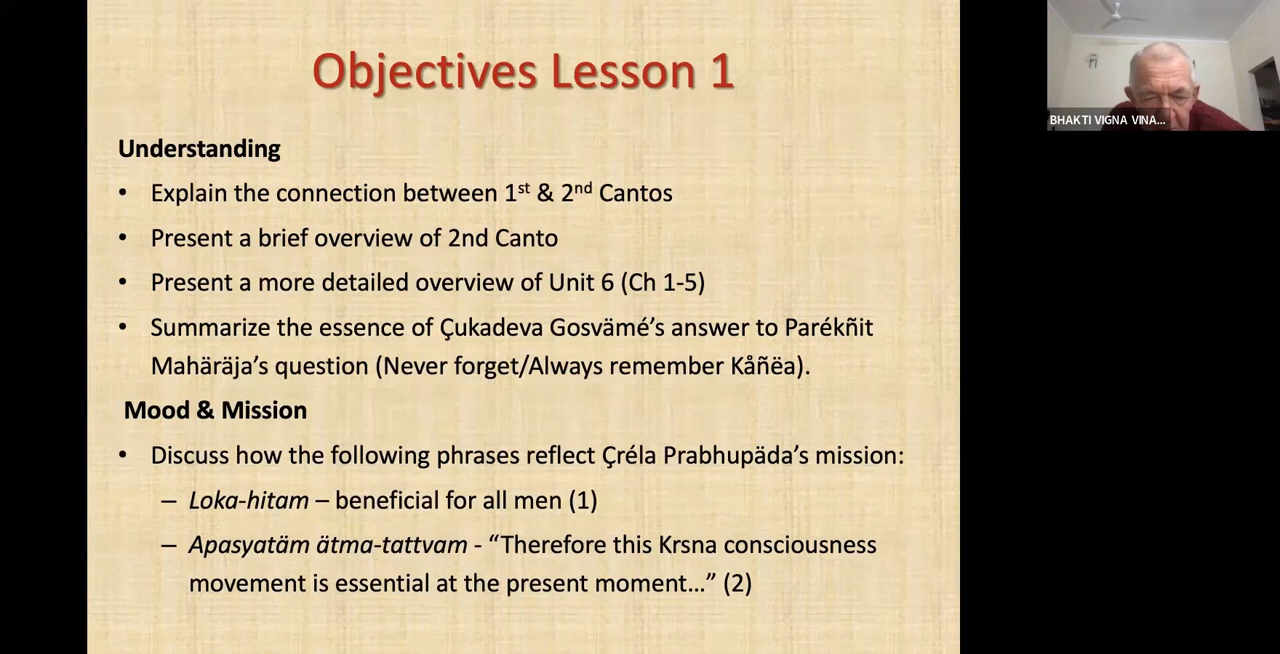 Objectives Lesson 1
Understanding
• Explain the connection between 1st & 2nd Cantos
• Present a brief overview of 2nd Canto
• Present a more detailed overview of Unit 6 (Ch 1-5)
• Summarize the essence of Çukadeva Gosvämé’s answer to Parékñit
Mahäräja’s question (Never forget/Always remember Kåñëa).
Mood & Mission
• Discuss how the following phrases reflect Çréla Prabhupäda’s mission:
– Loka-hitam – beneficial for all men (1)
– Apasyatäm ätma-tattvam - “Therefore this Krsna consciousness
movement is essential at the present moment…” (2)
BHAKTI VIGNA VINA...